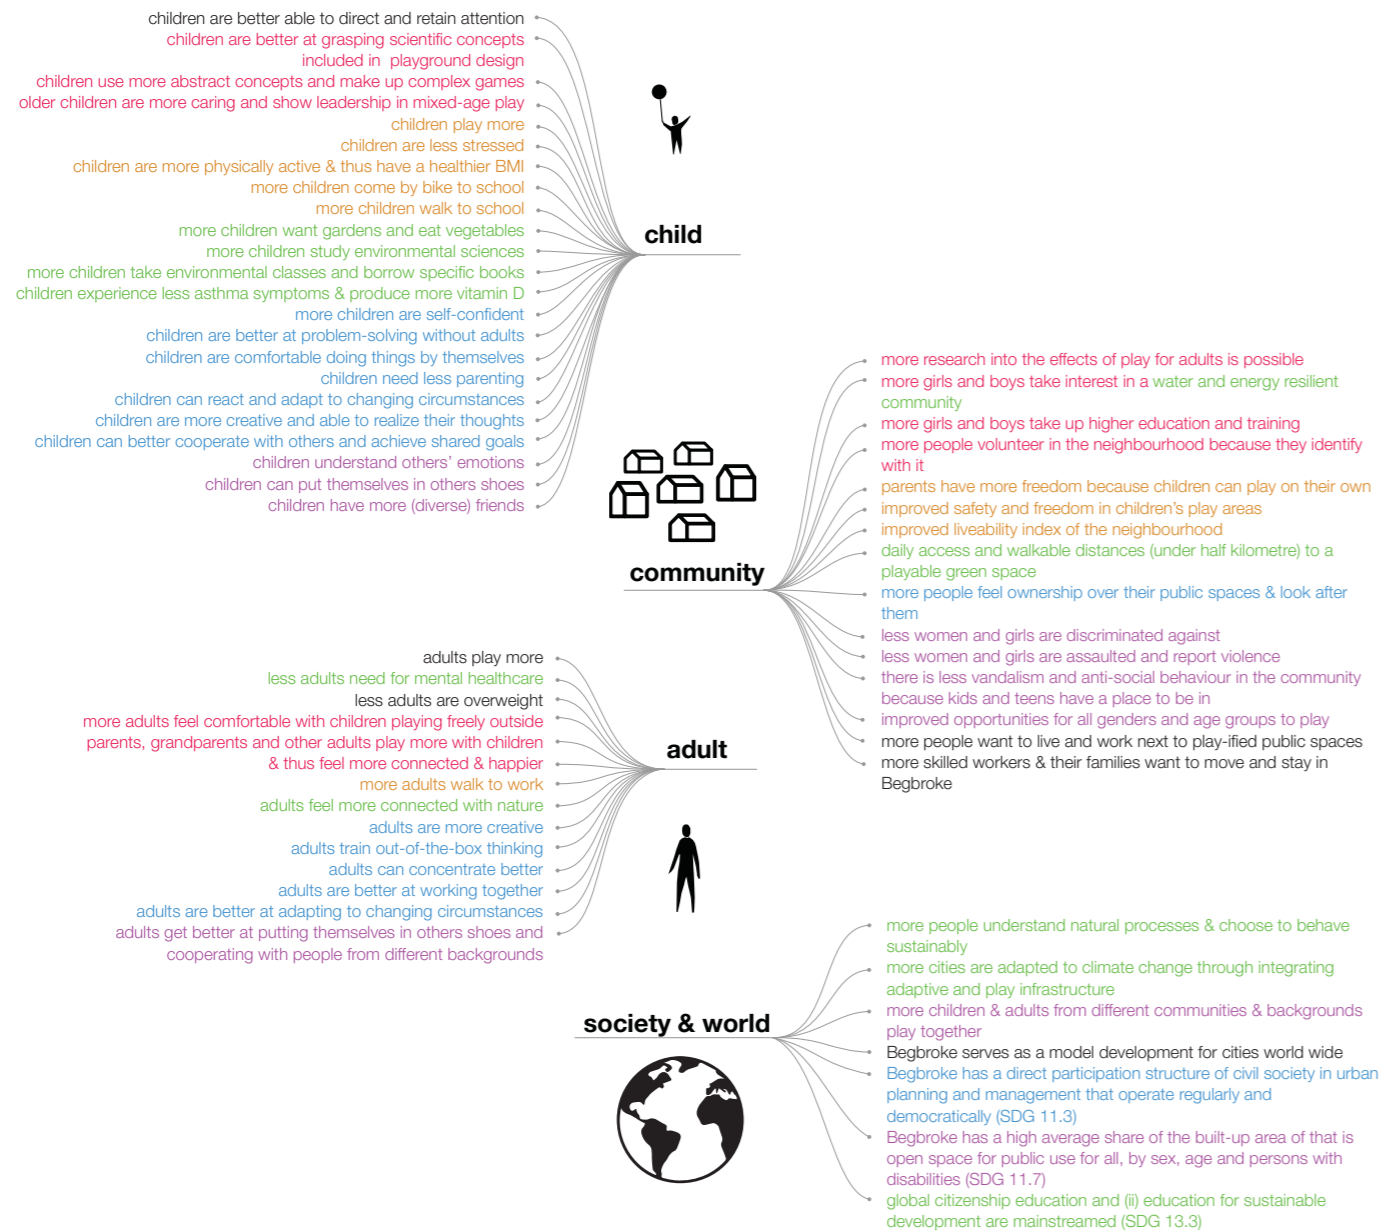 children are better able to direct and retain attention
children are better at grasping scientific concepts
included in playground design
children use more abstract concepts and make up complex games
older children are more caring and show leadership in mixed-age play
children play more
children are less stressed
children are more physically active & thus have a healthier BMI
more children come by bike to school
more children walk to school
more children want gardens and eat vegetables
more children study environmental sciences
more children take environmental classes and borrow specific books
children experience less asthma symptoms & produce more vitamin D
more children are self-confident
children are better at problem-solving without adults
children are comfortable doing things by themselves
children need less parenting
children can react and adapt to changing circumstances
children are more creative and able to realize their thoughts
children can better cooperate with others and achieve shared goals
children understand others' emotions
children can put themselves in others shoes
children have more (diverse) friends
child
community
more research into the effects of play for adults is possible
more girls and boys take interest in a water and energy resilient
community
more girls and boys take up higher education and training
more people volunteer in the neighbourhood because they identify
with it
parents have more freedom because children can play on their own
improved safety and freedom in children's play areas
improved liveability index of the neighbourhood
daily access and walkable distances (under half kilometre) to a
playable green space
more people feel ownership over their public spaces & look after
them
less women and girls are discriminated against
less women and girls are assaulted and report violence
there is less vandalism and anti-social behaviour in the community
because kids and teens have a place to be in
improved opportunities for all genders and age groups to play
more people want to live and work next to play-ified public spaces
more skilled workers & their families want to move and stay in
Begbroke
adults play more
less adults need for mental healthcare
less adults are overweight
more adults feel comfortable with children playing freely outside
parents, grandparents and other adults play more with children
& thus feel more connected & happier
more adults walk to work
adults feel more connected with nature
adults are more creative
adults train out-of-the-box thinking
adults can concentrate better
adults are better at working together
adults are better at adapting to changing circumstances
adults get better at putting themselves in others shoes and
cooperating with people from different backgrounds
adult
society & world
more people understand natural processes & choose to behave
sustainably
more cities are adapted to climate change through integrating
adaptive and play infrastructure
more children & adults from different communities & backgrounds
play together
Begbroke serves as a model development for cities world wide
Begbroke has a direct participation structure of civil society in urban
planning and management that operate regularly and
democratically (SDG 11.3)
Begbroke has a high average share of the built-up area of that is
open space for public use for all, by sex, age and persons with
disabilities (SDG 11.7)
global citizenship education and (ii) education for sustainable
development are mainstreamed (SDG 13.3)